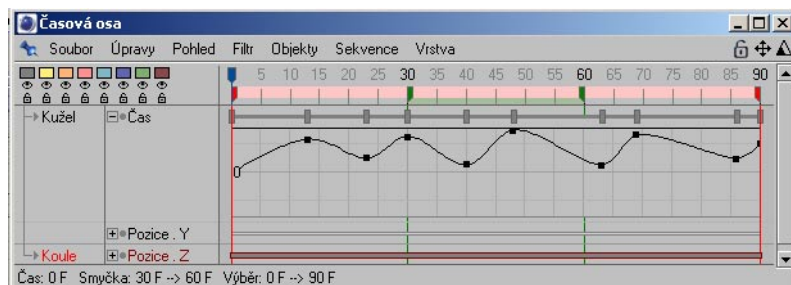 Časová osa
Soubor Úpravy Pohled Filtr Objekty Sekvence Vrstva
5 10 15 20 25 30 35 40 45 50 55 60 65 70 75 80 85 90
Kužel Čas
0
Pozice . Y
Koule Pozice . Z
Čas: 0 F Smyčka: 30 F --> 60 F Výběr: 0 F --> 90 F